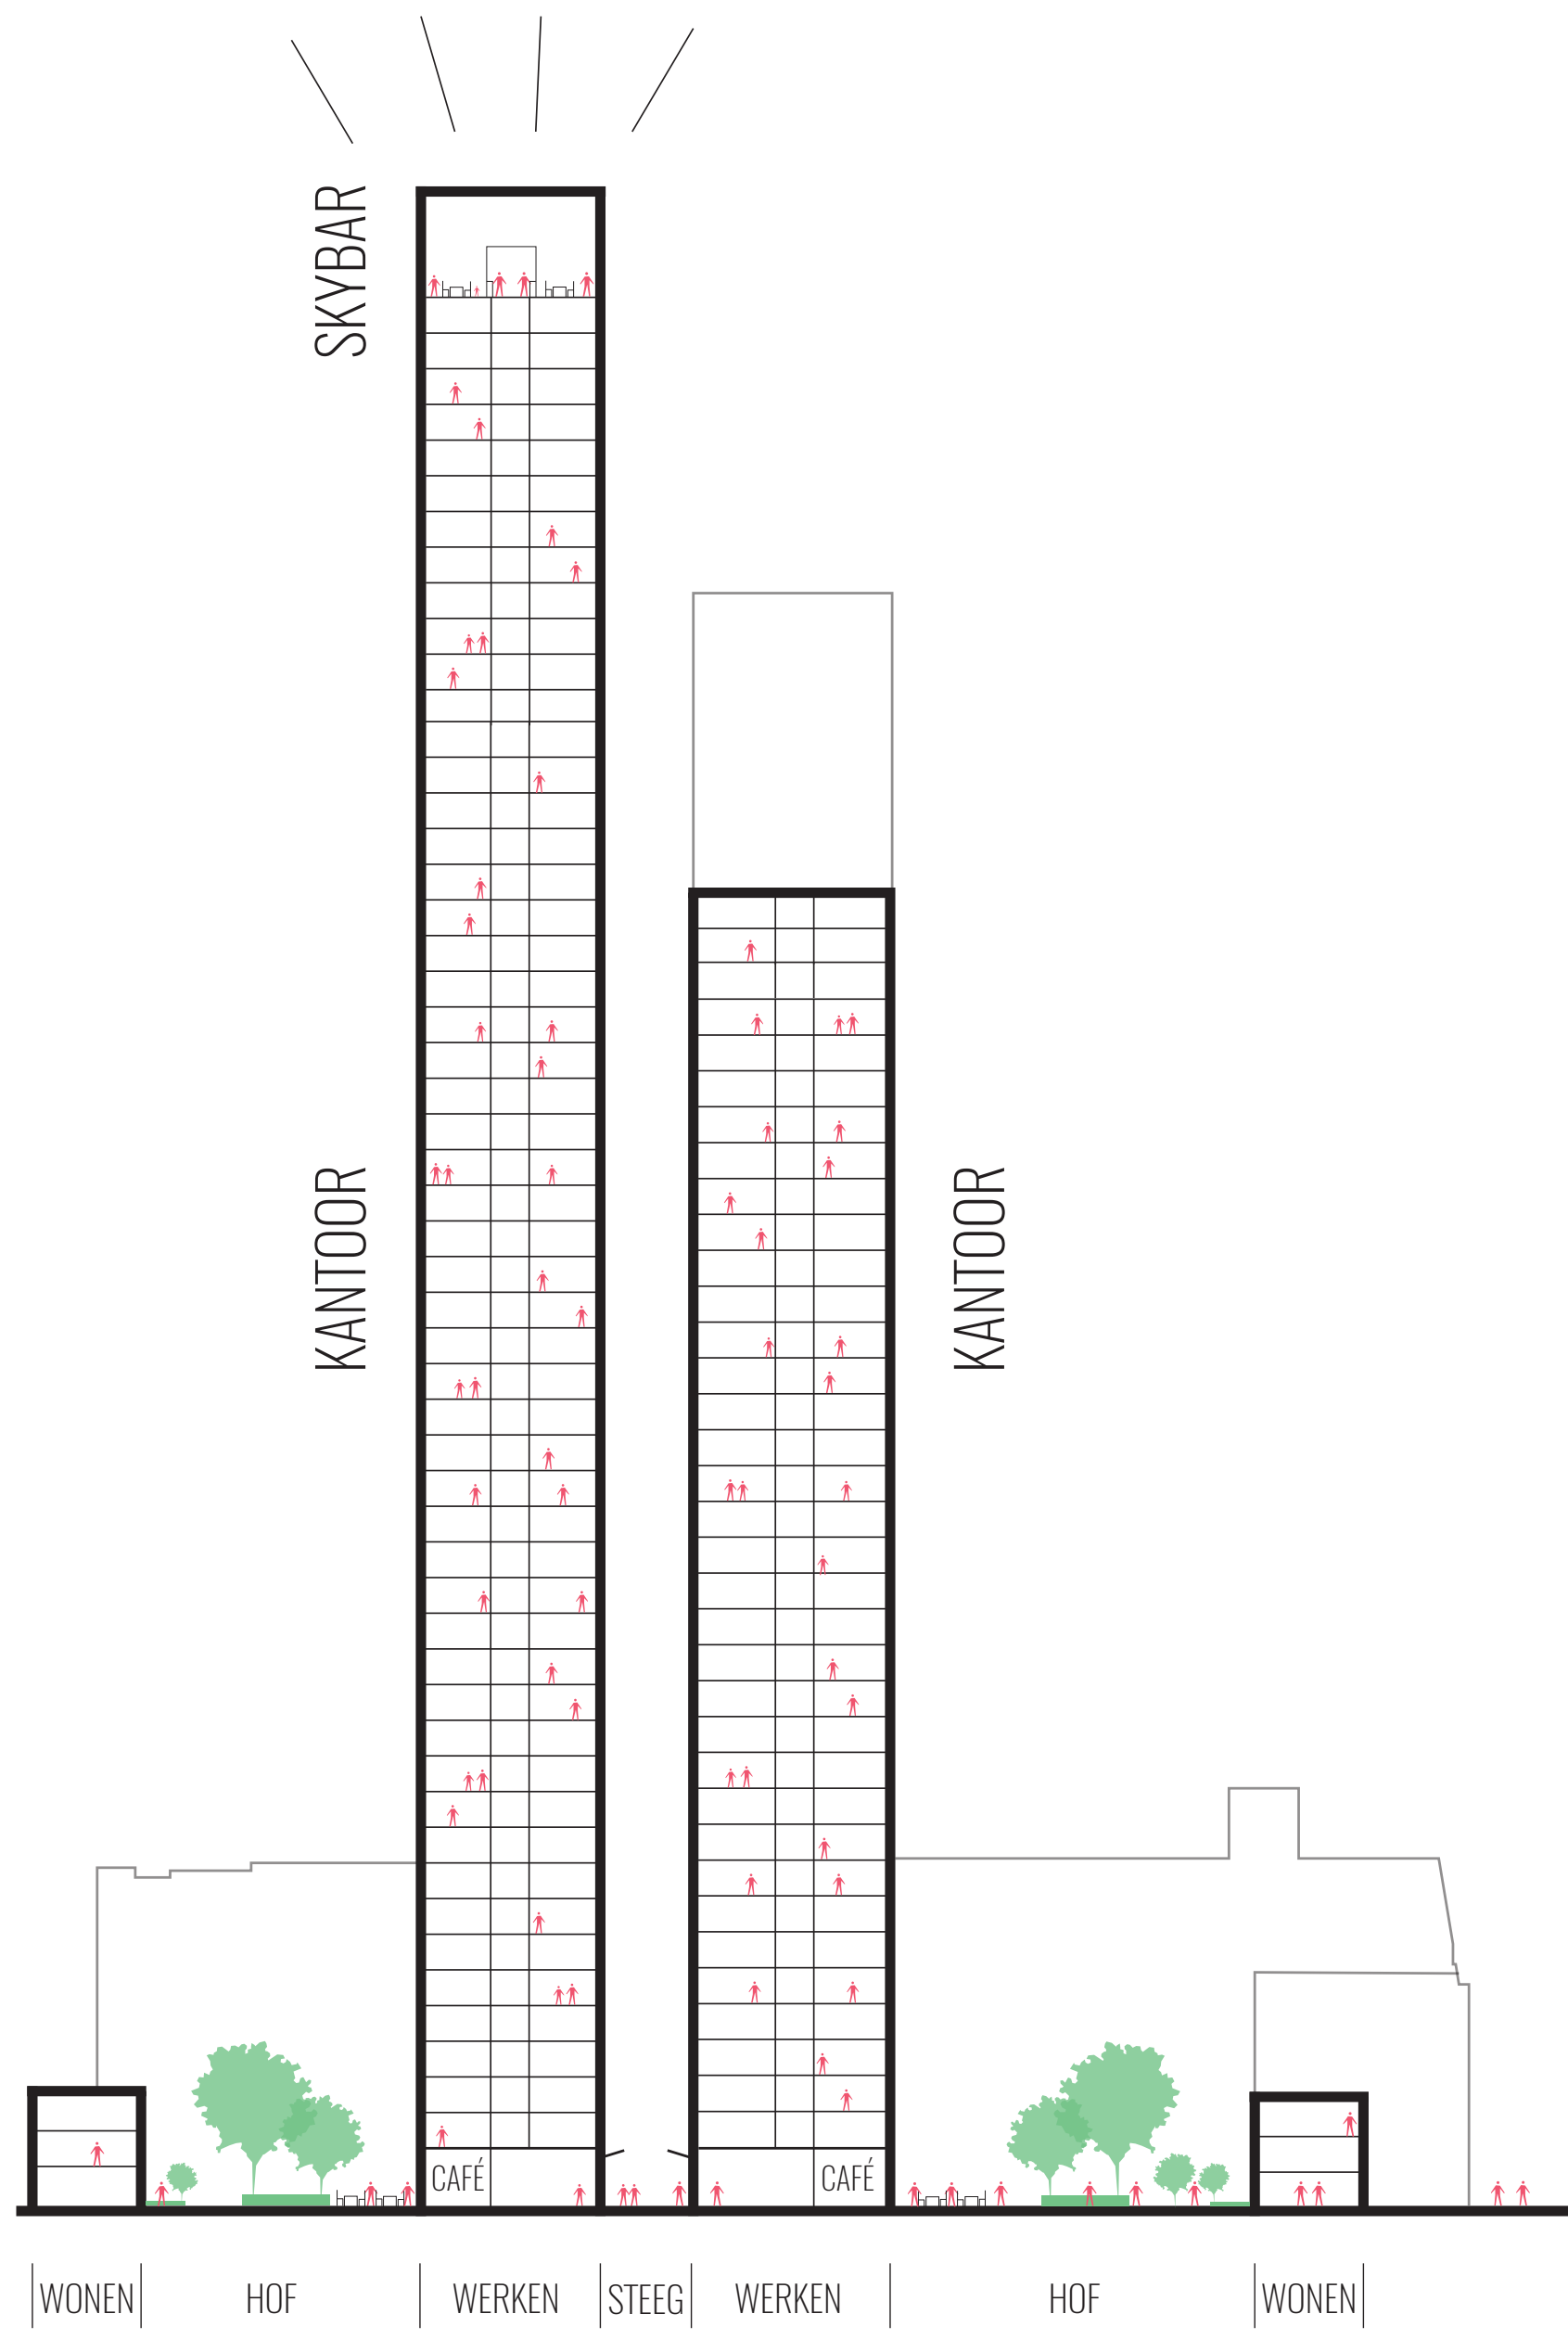 SKYBAR
KANTOOR
KANTOOR
CAFÉ
CAFÉ
WONEN
HOF
WERKEN
STEEG
WERKEN
HOF
WONEN